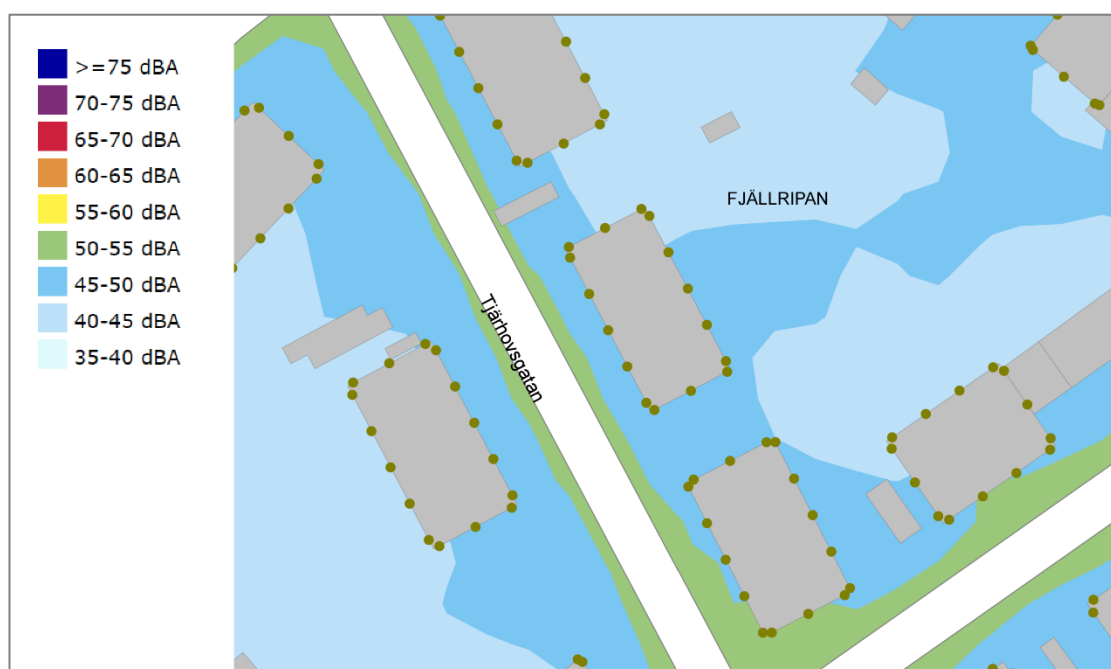 >=75 dBA
70-75 dBA
65-70 dBA
60-65 dBA
55-60 dBA
50-55 dBA
45-50 dBA
40-45 dBA
35-40 dBA
FJÄLLRIPAN
Tjärhovsgatan